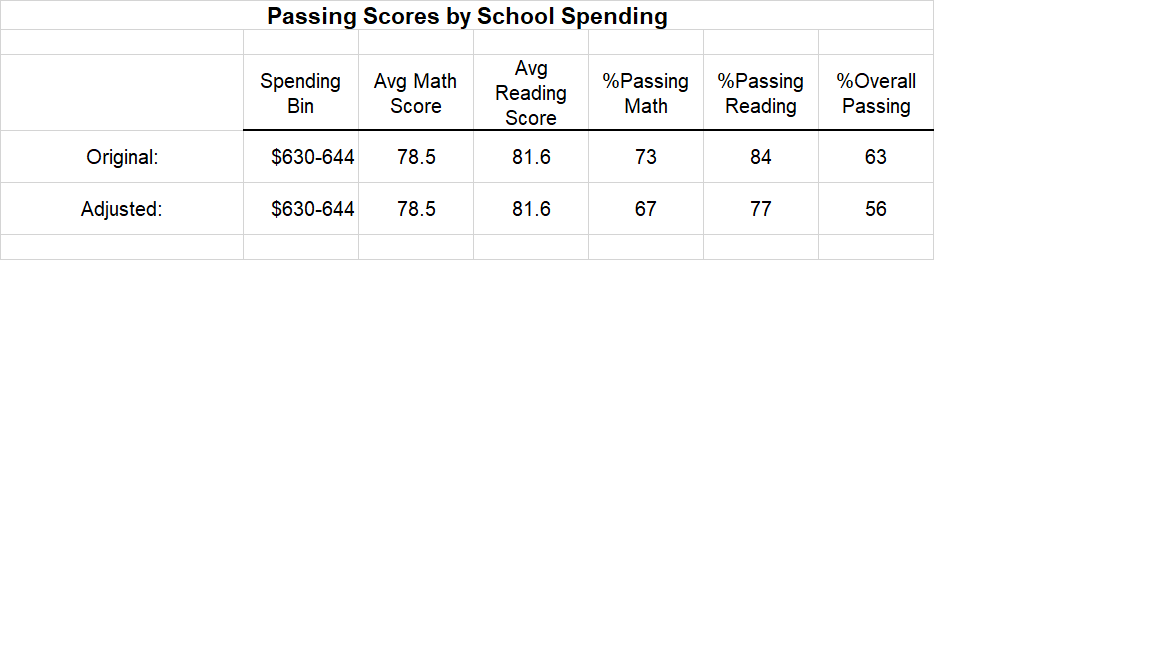 Passing Scores by School Spending
Spending Bin Avg Math Score Avg Reading Score %Passing Math %Passing Reading %Overall Passing
Original: $630-644 78.5 81.6 73 84 63
Adjusted: $630-644 78.5 81.6 67 77 56